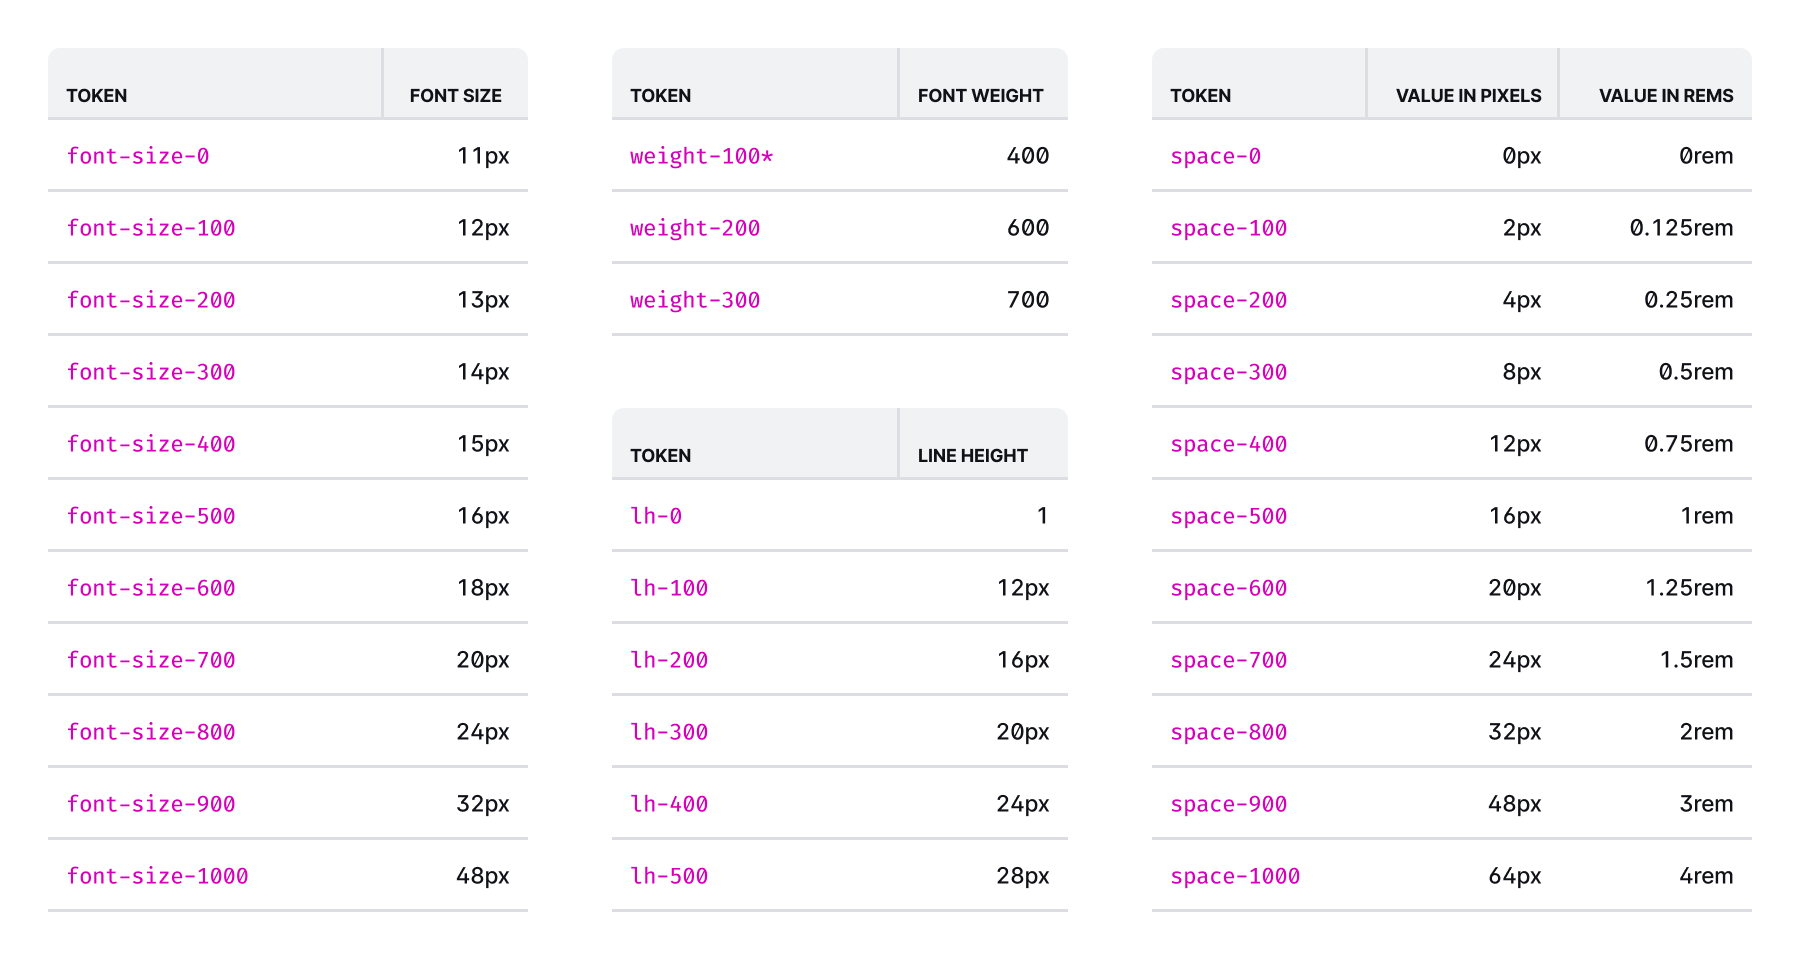 TOKEN FONT SIZE
font-size-0 11px
font-size-100 12px
font-size-200 13px
font-size-300 14px
font-size-400 15px
font-size-500 16px
font-size-600 18px
font-size-700 20px
font-size-800 24px
font-size-900 32px
font-size-1000 48px
TOKEN FONT WEIGHT
weight-100* 400
weight-200 600
weight-300 700
TOKEN LINE HEIGHT
lh-0 1
lh-100 12px
lh-200 16px
lh-300 20px
lh-400 24px
lh-500 28px
TOKEN VALUE IN PIXELS VALUE IN REMS
space-0 0px 0rem
space-100 2px 0.125rem
space-200 4px 0.25rem
space-300 8px 0.5rem
space-400 12px 0.75rem
space-500 16px 1rem
space-600 20px 1.25rem
space-700 24px 1.5rem
space-800 32px 2rem
space-900 48px 3rem
space-1000 64px 4rem